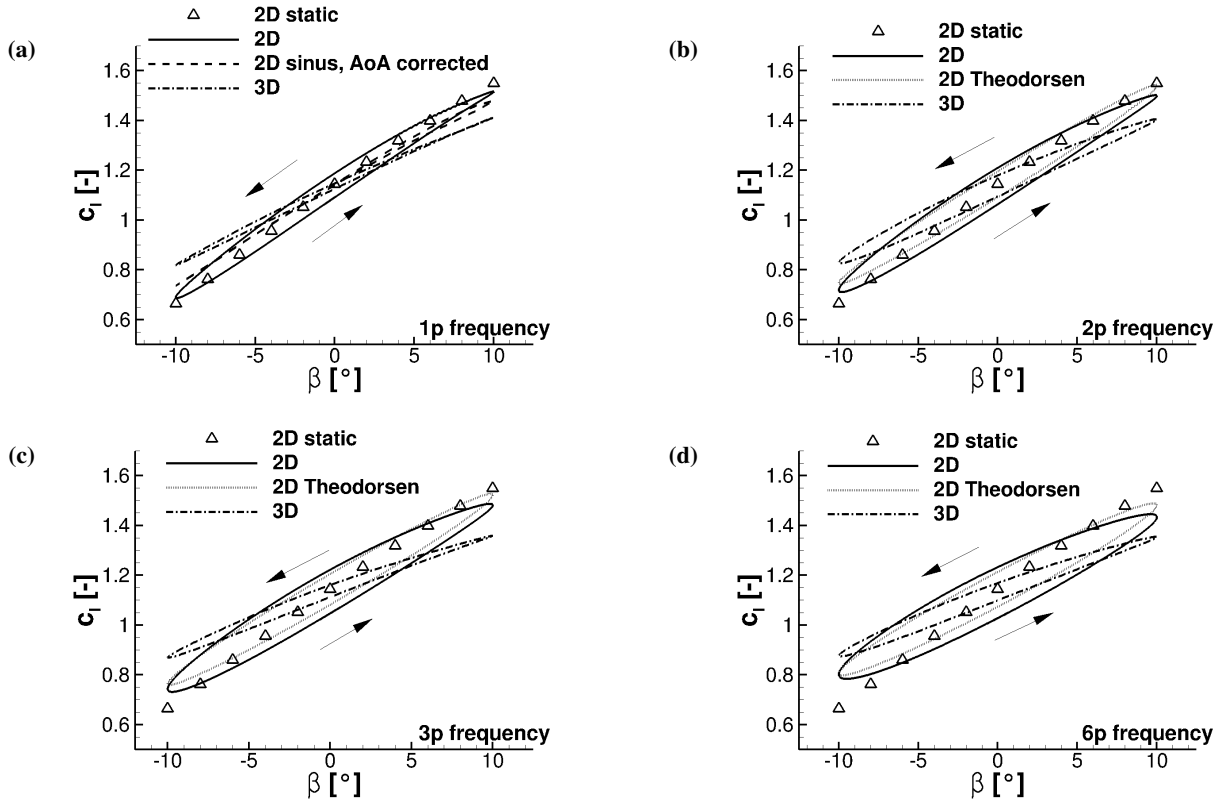 (a)
2D static
2D
2D sinus, AoA corrected
3D
1.6
1.4
1.2
1
0.8
0.6
cl [-]
1p frequency
-10 -5 0 5 10
β [°]
(b)
2D static
2D
2D Theodorsen
3D
1.6
1.4
1.2
1
0.8
0.6
cl [-]
2p frequency
-10 -5 0 5 10
β [°]
(c)
2D static
2D
2D Theodorsen
3D
1.6
1.4
1.2
1
0.8
0.6
cl [-]
3p frequency
-10 -5 0 5 10
β [°]
(d)
2D static
2D
2D Theodorsen
3D
1.6
1.4
1.2
1
0.8
0.6
cl [-]
6p frequency
-10 -5 0 5 10
β [°]